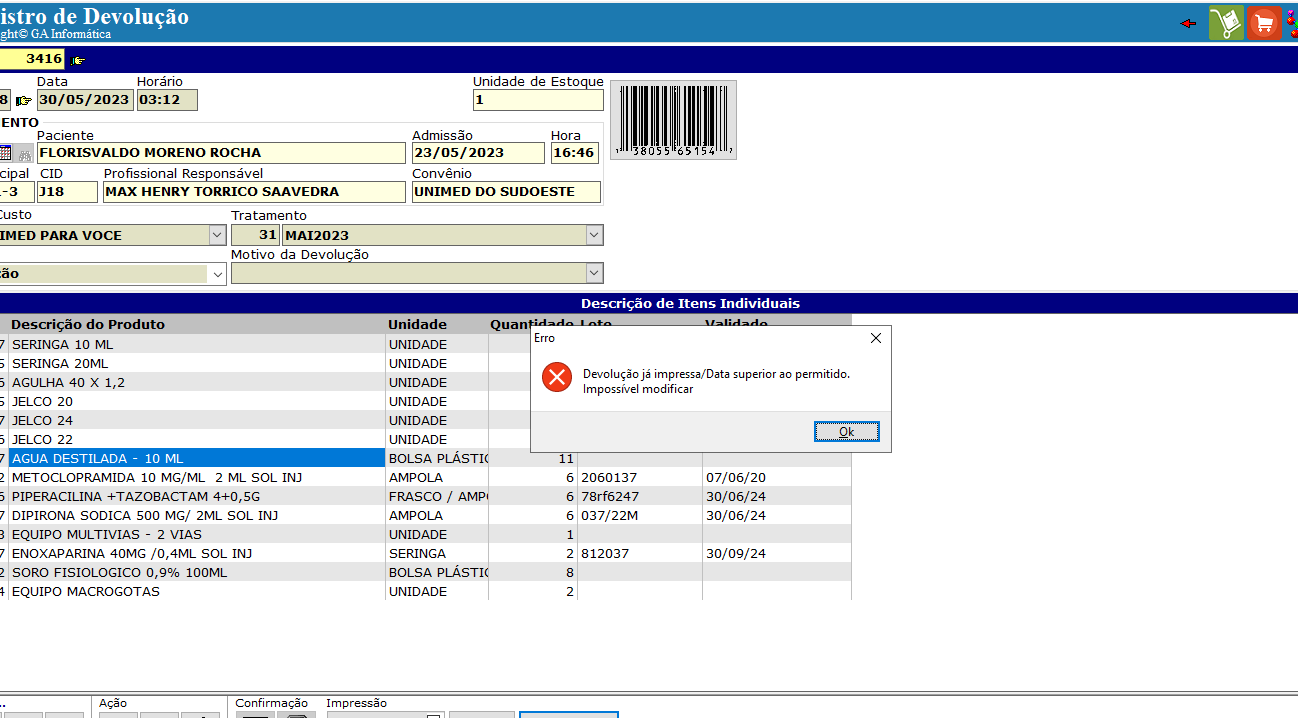 istro de Devolução
ght© GA Informática
3416
Data Horário Unidade de Estoque
8 30/05/2023 03:12 1
ENTO
Paciente Admissão Hora
FLORISVALDO MORENO ROCHA 23/05/2023 16:46
cipal CID Profissional Responsável Convênio
-3 J18 MAX HENRY TORRICO SAAVEDRA UNIMED DO SUDOESTE
Custo Tratamento
IMED PARA VOCE 31 MAI2023
Motivo da Devolução
ão
Descrição de Itens Individuais
Descrição do Produto Unidade Quantidade Lote Validade
7 SERINGA 10 ML UNIDADE
5 SERINGA 20ML UNIDADE
6 AGULHA 40 X 1,2 UNIDADE
5 JELCO 20 UNIDADE
7 JELCO 24 UNIDADE
6 JELCO 22 UNIDADE
7 AGUA DESTILADA - 10 ML BOLSA PLÁSTIC 11
2 METOCLOPRAMIDA 10 MG/ML 2 ML SOL INJ AMPOLA 6 2060137 07/06/20
6 PIPERACILINA +TAZOBACTAM 4+0,5G FRASCO / AMP 6 78rf6247 30/06/24
7 DIPIRONA SODICA 500 MG/ 2ML SOL INJ AMPOLA 6 037/22M 30/06/24
3 EQUIPO MULTIVIAS - 2 VIAS UNIDADE 1
7 ENOXAPARINA 40MG /0,4ML SOL INJ SERINGA 2 812037 30/09/24
2 SORO FISIOLOGICO 0,9% 100ML BOLSA PLÁSTIC 8
4 EQUIPO MACROGOTAS UNIDADE 2
Erro
Devolução já impressa/Data superior ao permitido.
Impossível modificar
Ok
.. Ação Confirmação Impressão